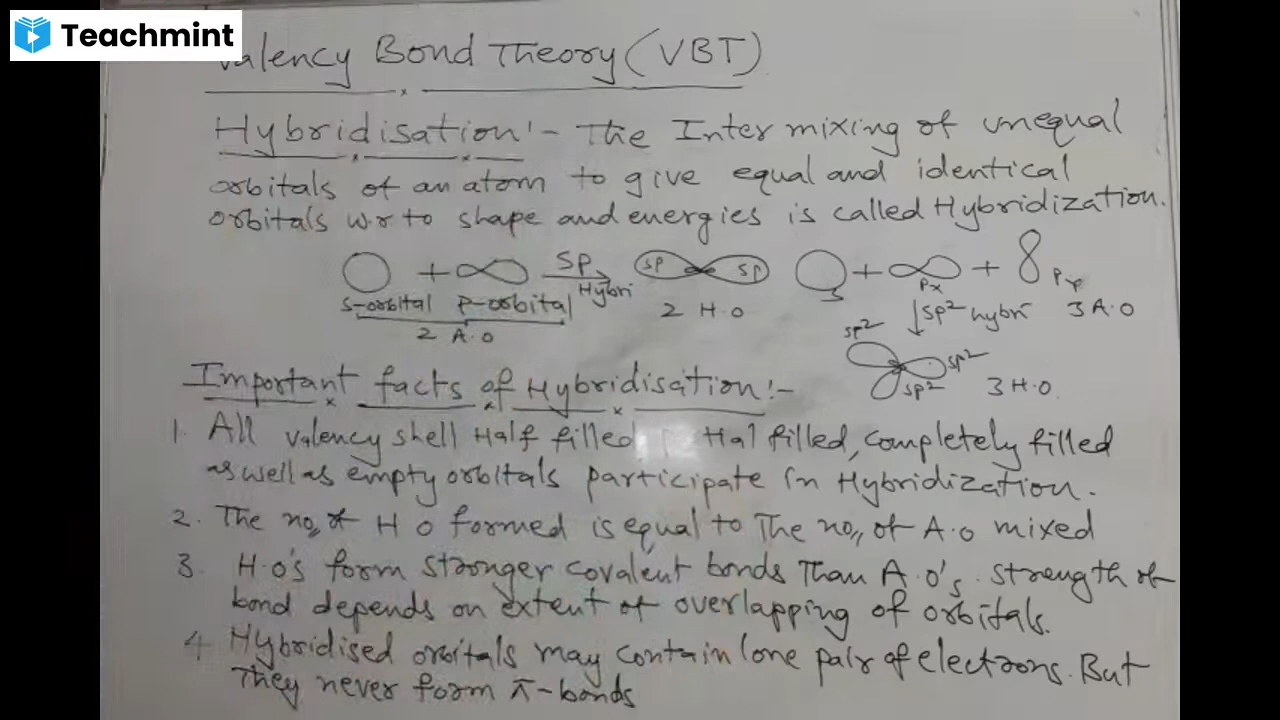 Teachmint
Valency Bond Theory (VBT)
Hybridisation:- The Inter mixing of unequal
orbitals of an atom to give equal and identical
orbitals w.r to shape and energies is called Hybridization.
s-orbital + p-orbital SP Hybri sp sp
2 A.O 2 H.O
s + Px + Py 3 A.O
sp² hybri
sp² sp² sp² 3 H.O.
Important facts of Hybridisation:-
1. All valency shell Half filled Hal filled, completely filled
as well as empty orbitals participate in Hybridization.
2. The no,, of H O formed is equal to The no,, of A.O mixed
3. H.O's form stronger covalent bonds Than A.O's. strength of
bond depends on extent of overlapping of orbitals.
4 Hybridised orbitals may contain lone pair of electrons. But
They never form π-bonds